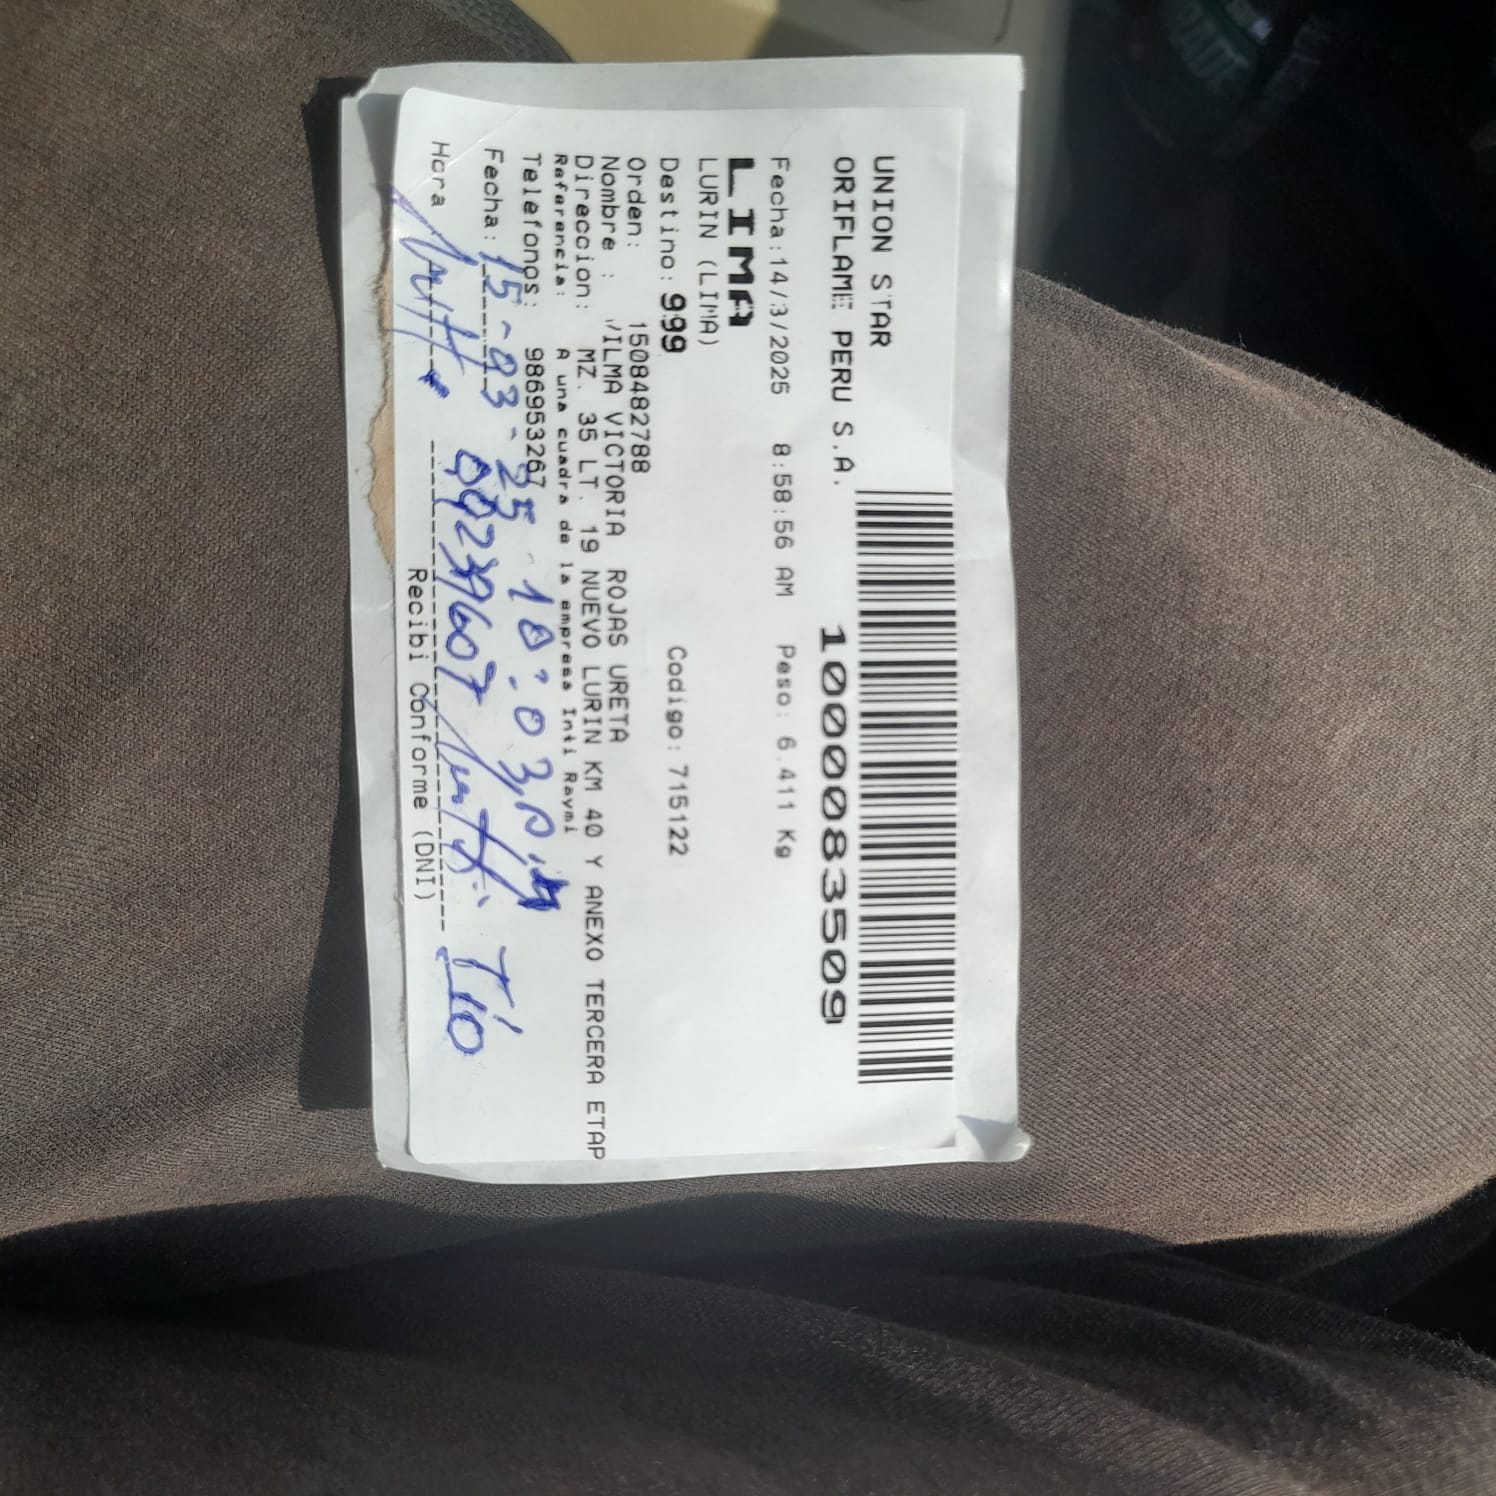 UNION STAR
ORIFLAME PERU S.A.
10000083509
Fecha:14/3/2025 8:58:56 AM Peso: 6.411 Kg
LIMA
LURIN (LIMA)
Destino: 999 Codigo: 715122
Orden: 1508482788
Nombre : VILMA VICTORIA ROJAS URETA
Direccion: MZ. 35 LT. 19 NUEVO LURIN KM 40 Y ANEXO TERCERA ETAP
Referencia: A una cuadra de la empresa Inti Raymi
Telefonos: 986953267
Fecha: 15-03-25 - 10:03 P.M
Hora
Tío
Recibi Conforme (DNI)